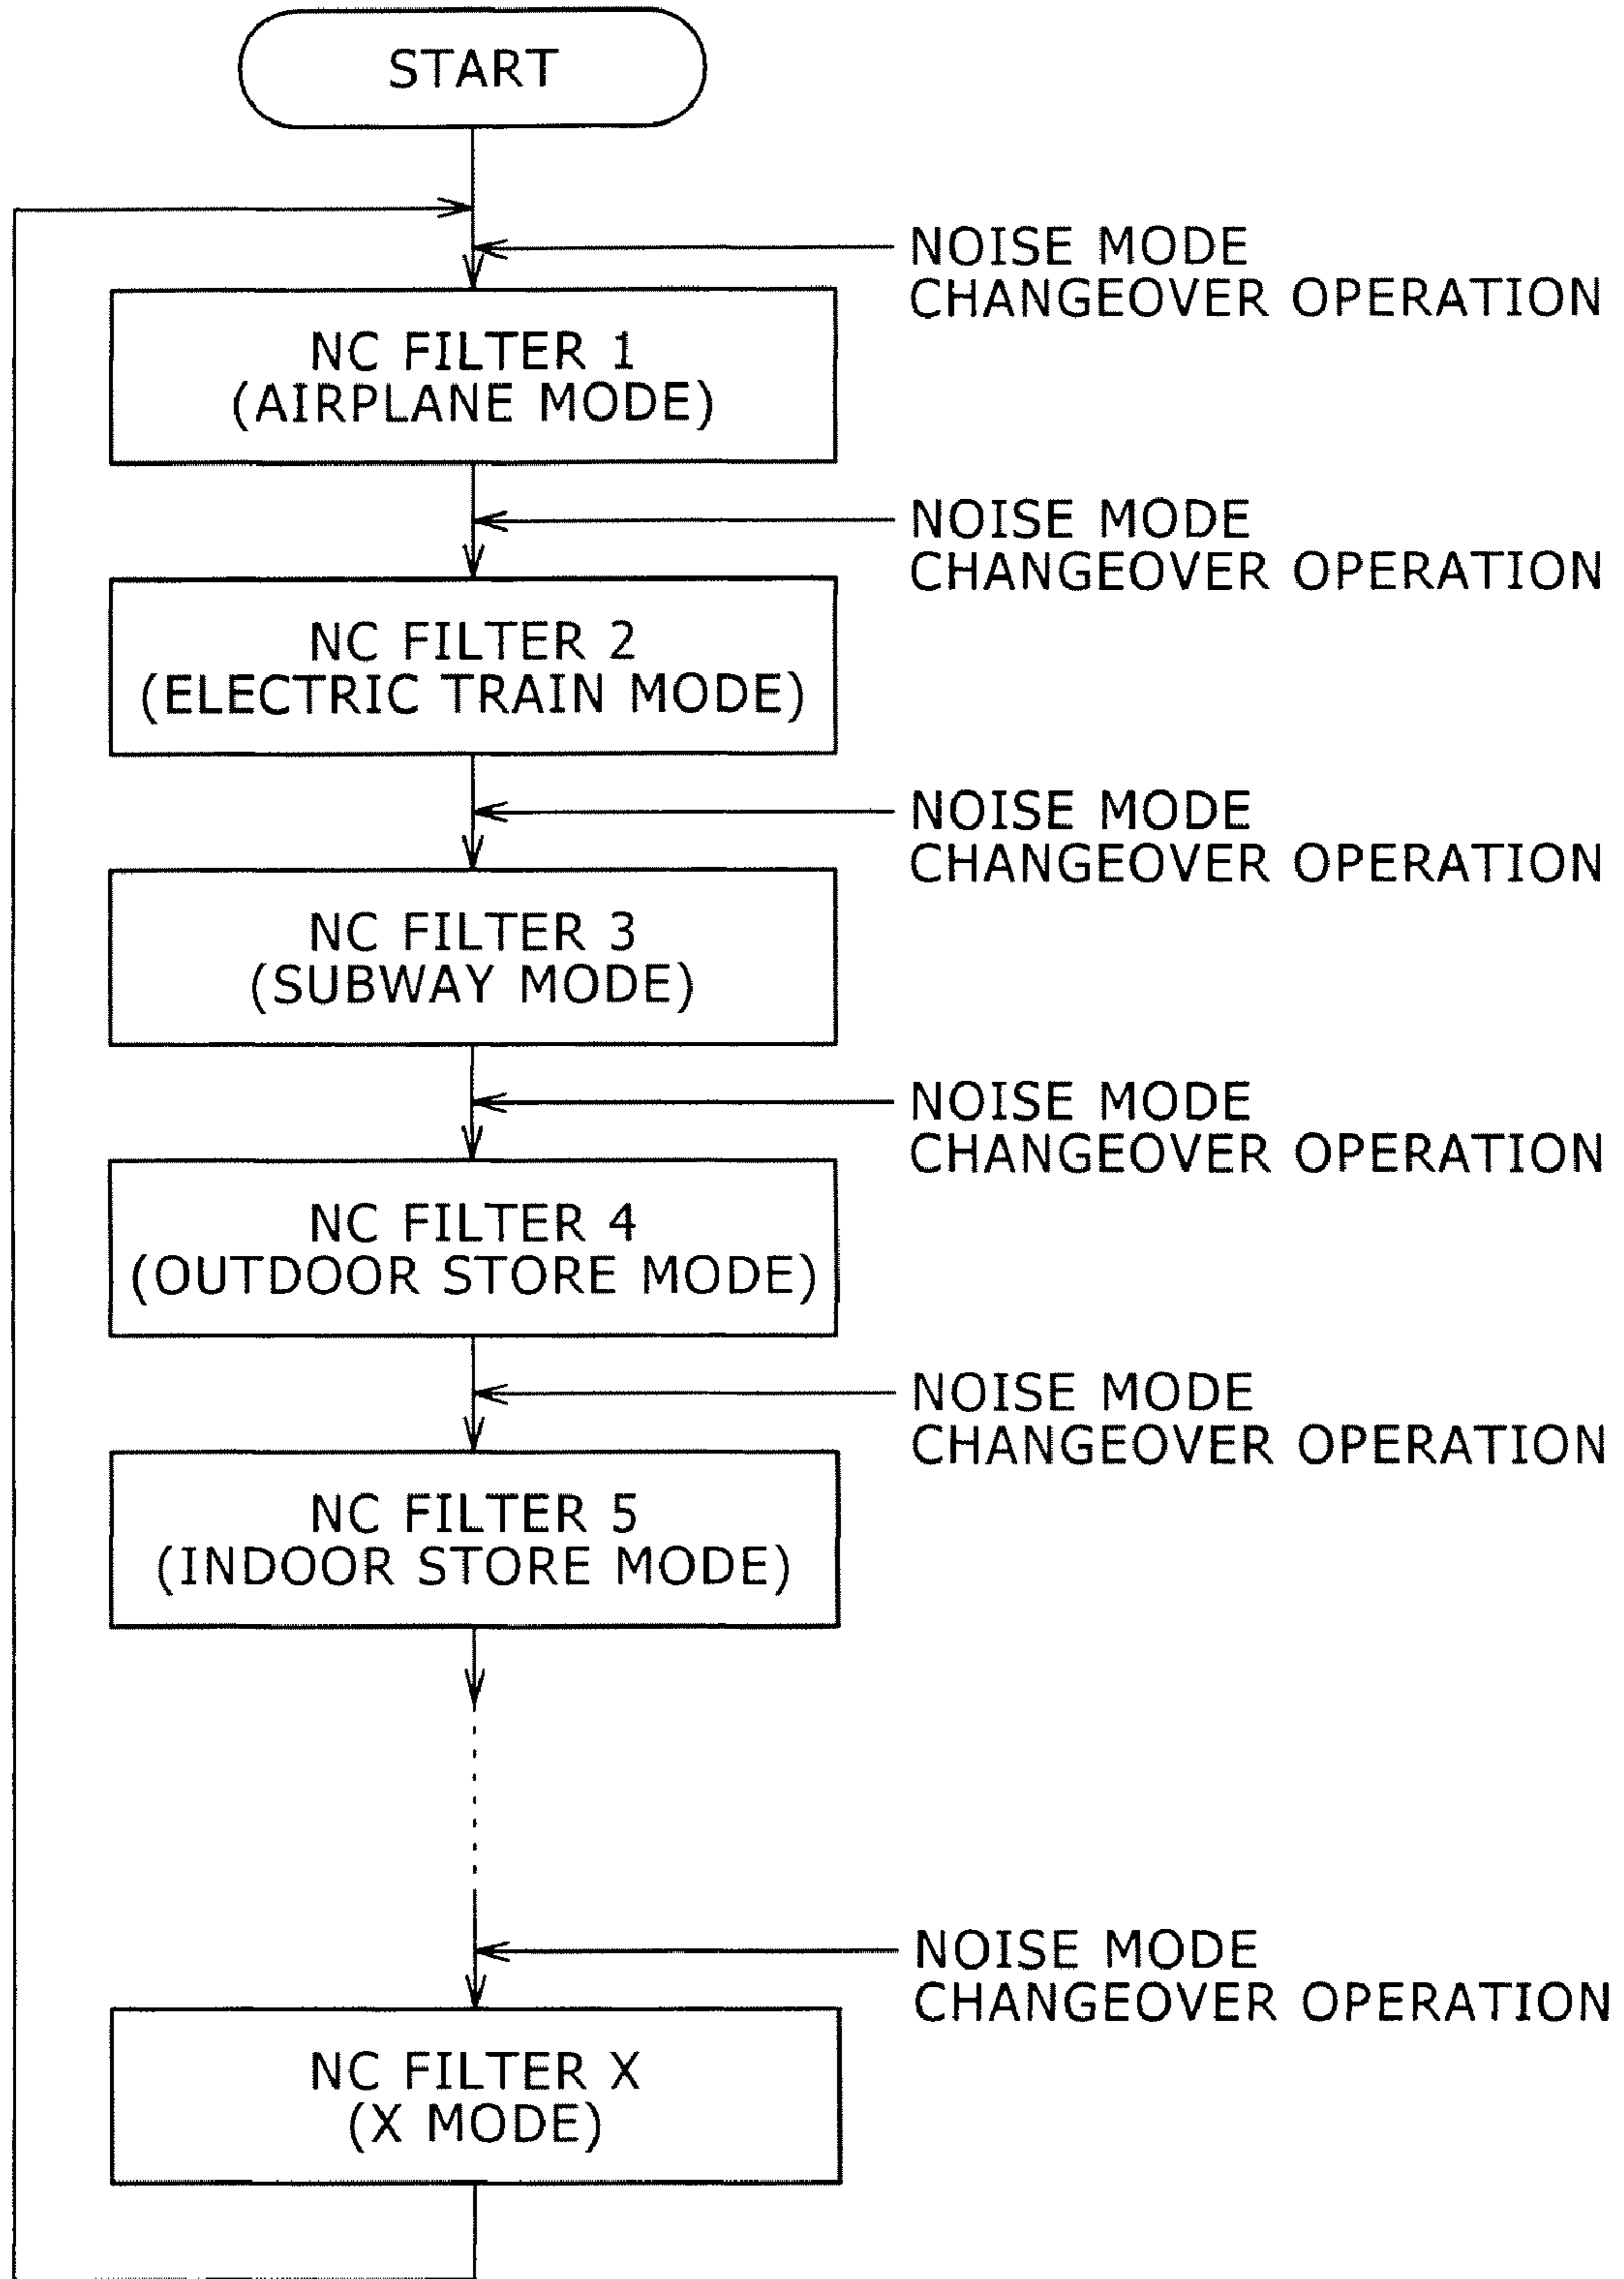 START
NOISE MODE
CHANGEOVER OPERATION
NC FILTER 1
(AIRPLANE MODE)
NOISE MODE
CHANGEOVER OPERATION
NC FILTER 2
(ELECTRIC TRAIN MODE)
NOISE MODE
CHANGEOVER OPERATION
NC FILTER 3
(SUBWAY MODE)
NOISE MODE
CHANGEOVER OPERATION
NC FILTER 4
(OUTDOOR STORE MODE)
NOISE MODE
CHANGEOVER OPERATION
NC FILTER 5
(INDOOR STORE MODE)
NOISE MODE
CHANGEOVER OPERATION
NC FILTER X
(X MODE)